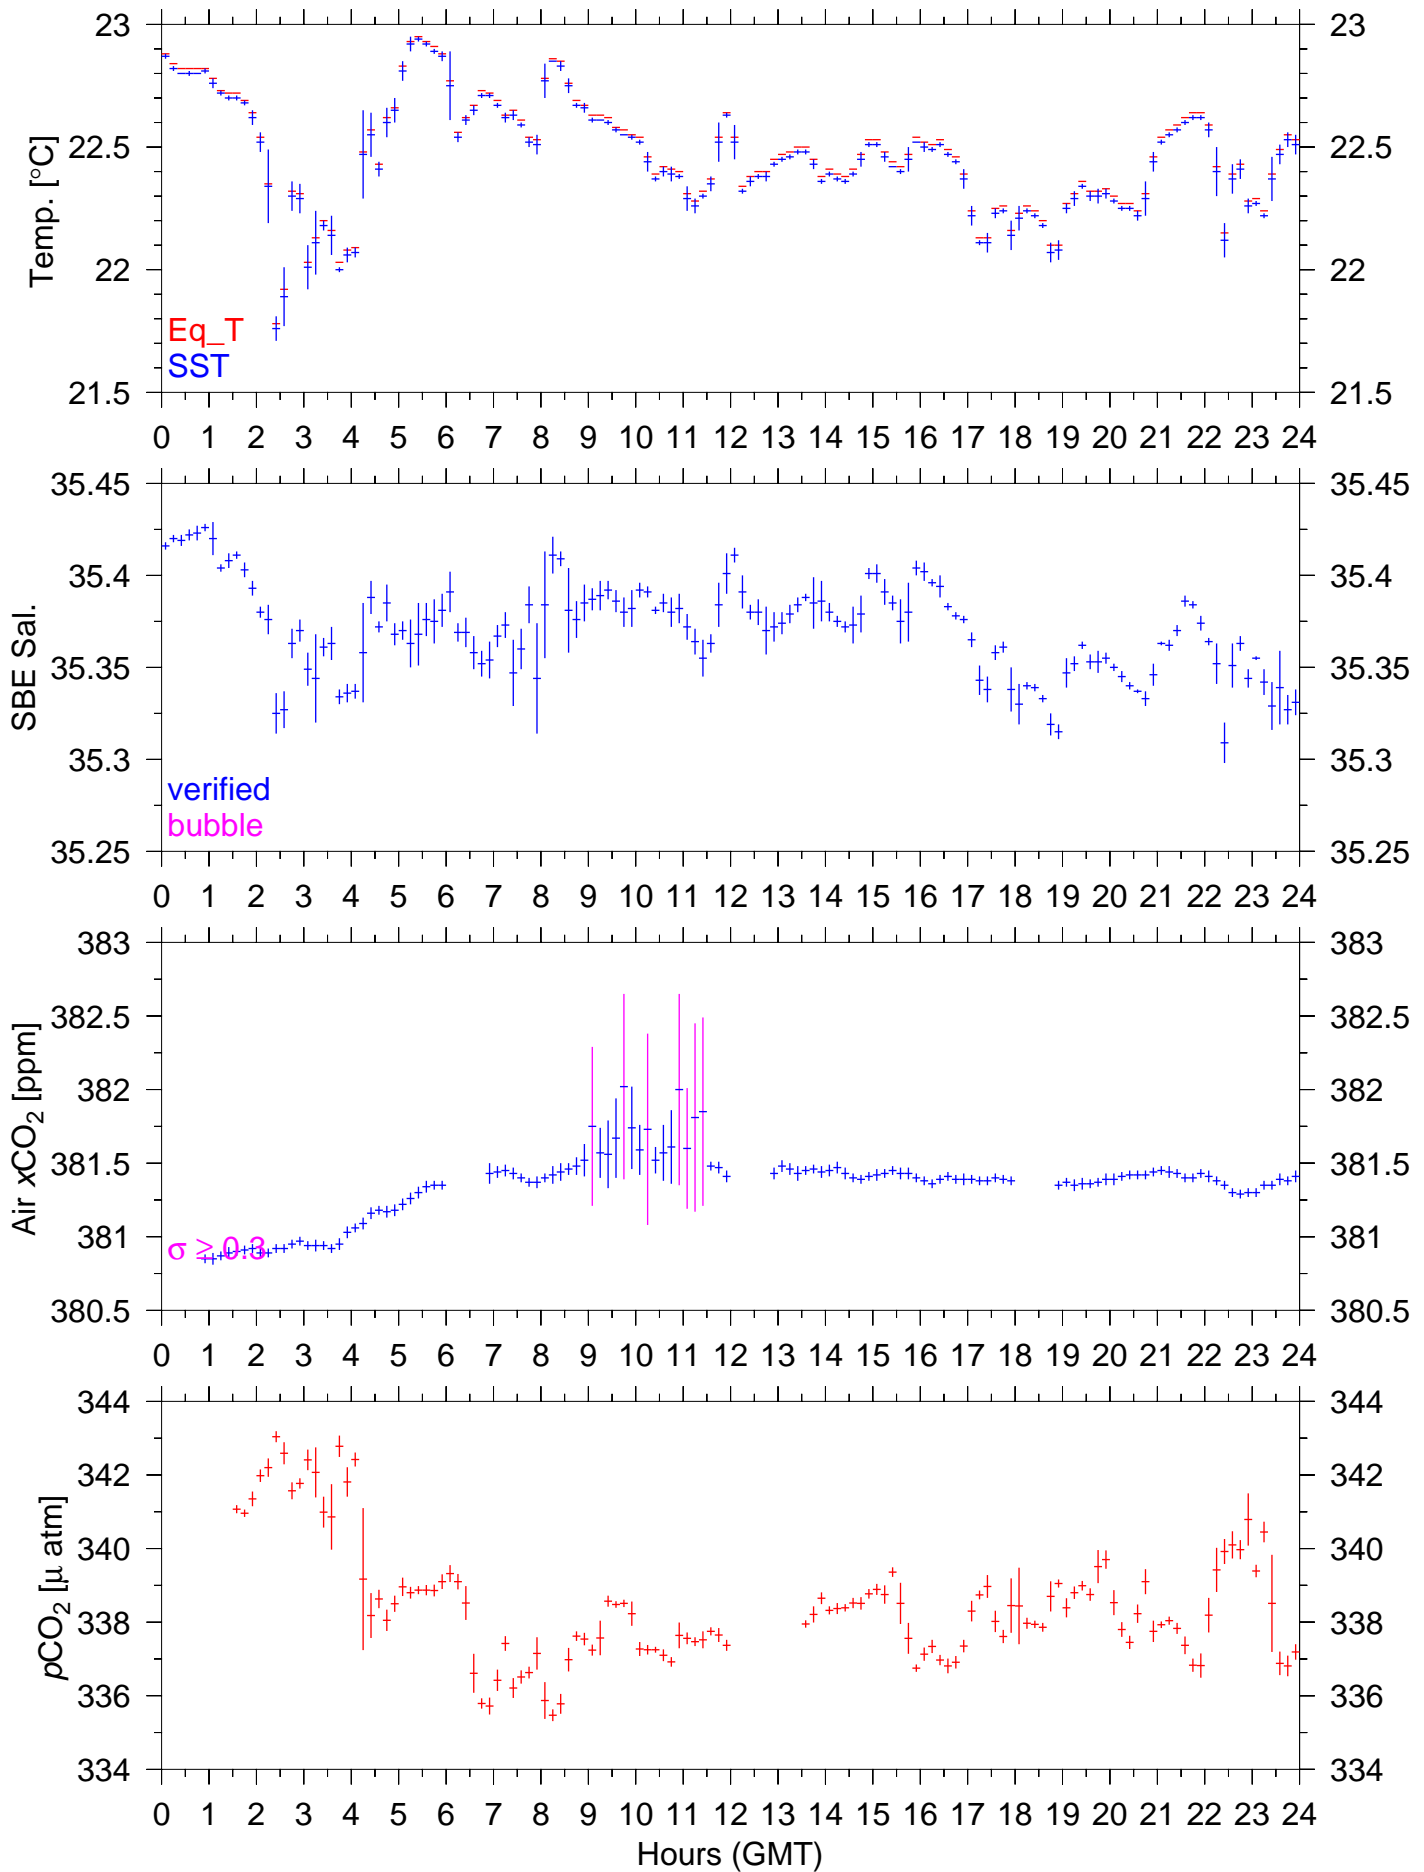 23 23
22.5 22.5
22 22
21.5 21.5
Temp. [°C]
Eq_T
SST
0 1 2 3 4 5 6 7 8 9 10 11 12 13 14 15 16 17 18 19 20 21 22 23 24
35.45 35.45
35.4 35.4
35.35 35.35
35.3 35.3
35.25 35.25
SBE Sal.
verified
bubble
0 1 2 3 4 5 6 7 8 9 10 11 12 13 14 15 16 17 18 19 20 21 22 23 24
383 383
382.5 382.5
382 382
381.5 381.5
381 381
380.5 380.5
Air xCO₂ [ppm]
σ ≥ 0.3
0 1 2 3 4 5 6 7 8 9 10 11 12 13 14 15 16 17 18 19 20 21 22 23 24
344 344
342 342
340 340
338 338
336 336
334 334
pCO₂ [µ atm]
0 1 2 3 4 5 6 7 8 9 10 11 12 13 14 15 16 17 18 19 20 21 22 23 24
Hours (GMT)